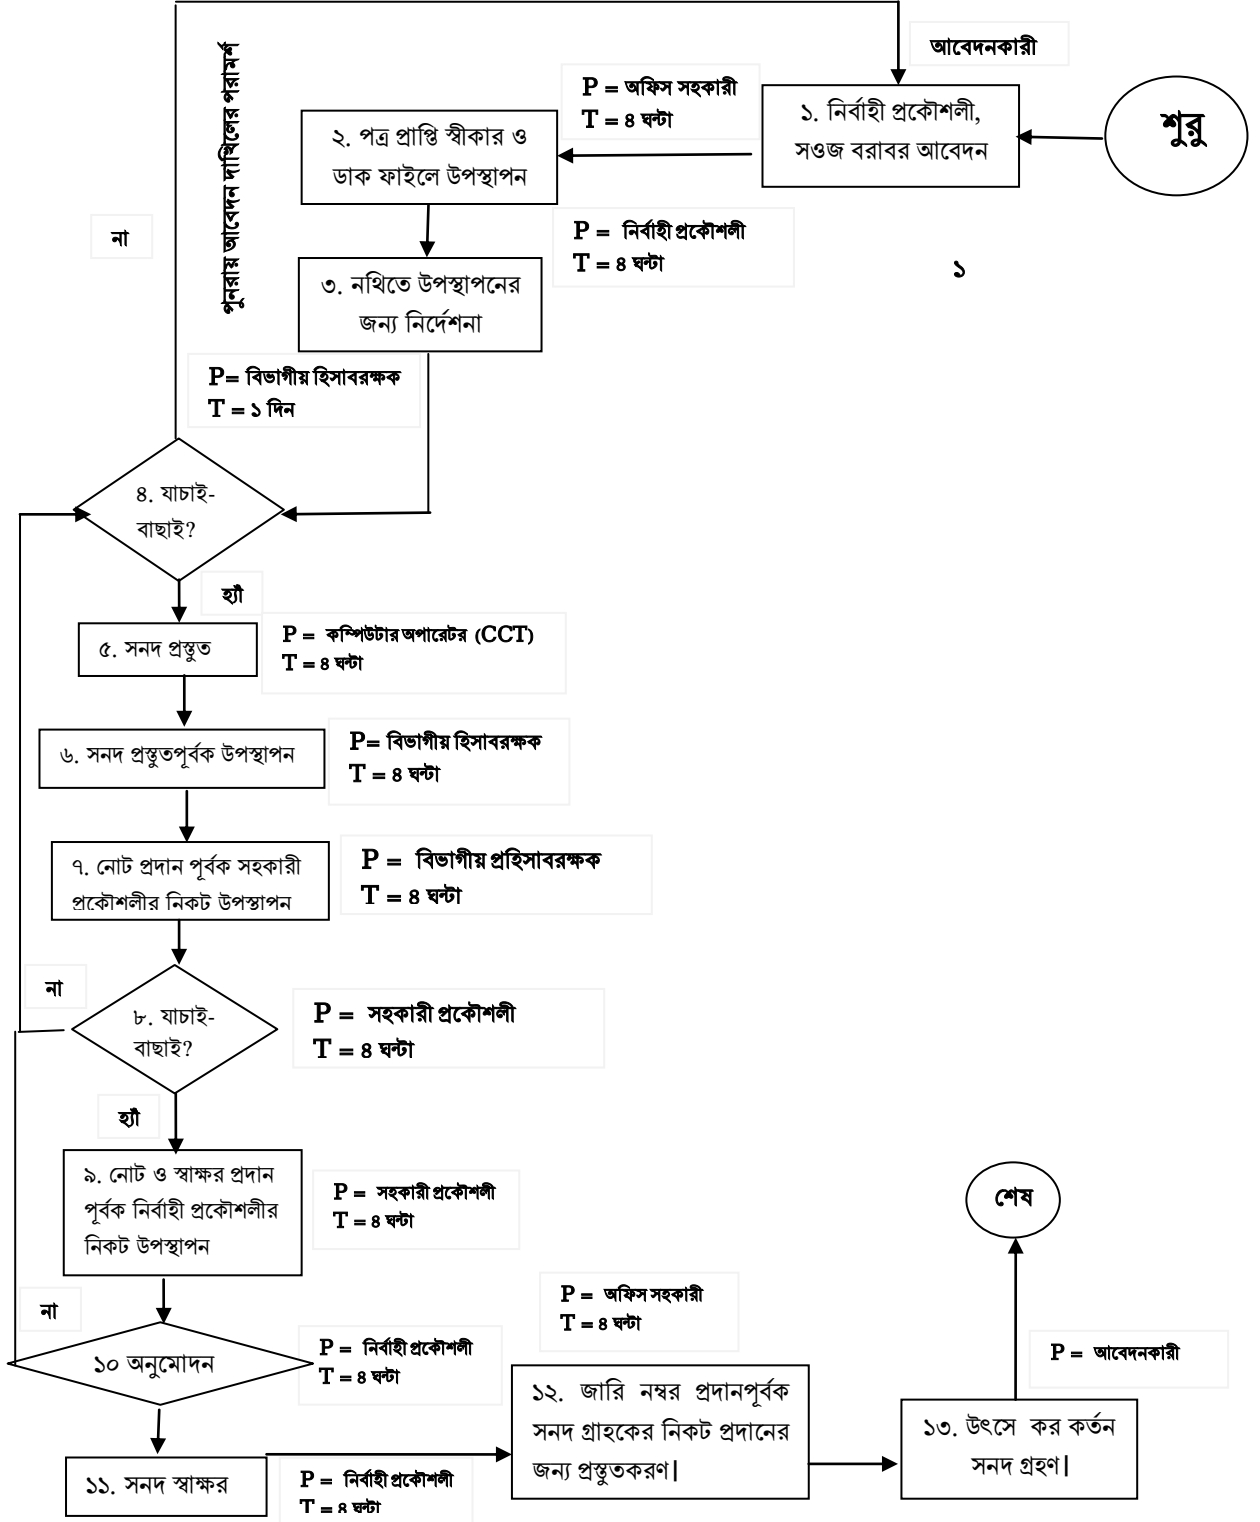 আবেদনকারী
শুরু
১. নির্বাহী প্রকৌশলী,
সওজ বরাবর আবেদন
P = অফিস সহকারী
T = ৪ ঘন্টা
২. পত্র প্রাপ্তি স্বীকার ও
ডাক ফাইলে উপস্থাপন
P = নির্বাহী প্রকৌশলী
T = ৪ ঘন্টা
১
৩. নথিতে উপস্থাপনের
জন্য নির্দেশনা
পুনরায় আবেদন দাখিলের পরামর্শ
না
P= বিভাগীয় হিসাবরক্ষক
T = ১ দিন
৪. যাচাই-
বাছাই?
হ্যাঁ
৫. সনদ প্রস্তুত
P = কম্পিউটার অপারেটর (CCT)
T = ৪ ঘন্টা
৬. সনদ প্রস্তুতপূর্বক উপস্থাপন
P= বিভাগীয় হিসাবরক্ষক
T = ৪ ঘন্টা
৭. নোট প্রদান পূর্বক সহকারী
প্রকৌশলীর নিকট উপস্থাপন
P = বিভাগীয় প্রহিসাবরক্ষক
T = ৪ ঘন্টা
না
৮. যাচাই-
বাছাই?
P = সহকারী প্রকৌশলী
T = ৪ ঘন্টা
হ্যাঁ
৯. নোট ও স্বাক্ষর প্রদান
পূর্বক নির্বাহী প্রকৌশলীর
নিকট উপস্থাপন
P = সহকারী প্রকৌশলী
T = ৪ ঘন্টা
না
১০ অনুমোদন
P = নির্বাহী প্রকৌশলী
T = ৪ ঘন্টা
১১. সনদ স্বাক্ষর
P = নির্বাহী প্রকৌশলী
T = ৪ ঘন্টা
P = অফিস সহকারী
T = ৪ ঘন্টা
১২. জারি নম্বর প্রদানপূর্বক
সনদ গ্রাহকের নিকট প্রদানের
জন্য প্রস্তুতকরণ।
১৩. উৎসে কর কর্তন
সনদ গ্রহণ।
P = আবেদনকারী
শেষ